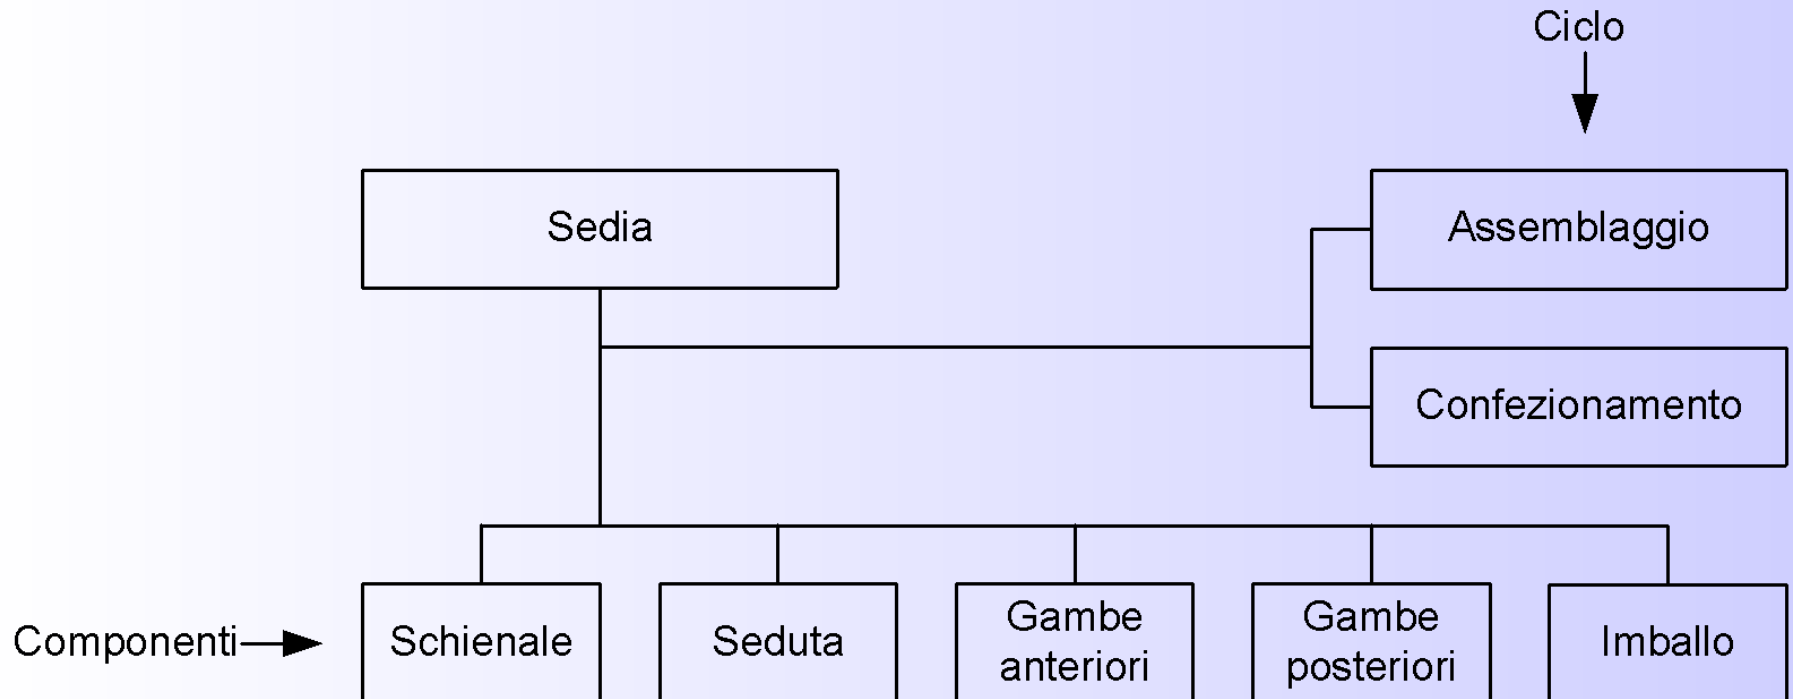 Ciclo
Sedia
Assemblaggio
Confezionamento
Componenti
Schienale
Seduta
Gambe
anteriori
Gambe
posteriori
Imballo